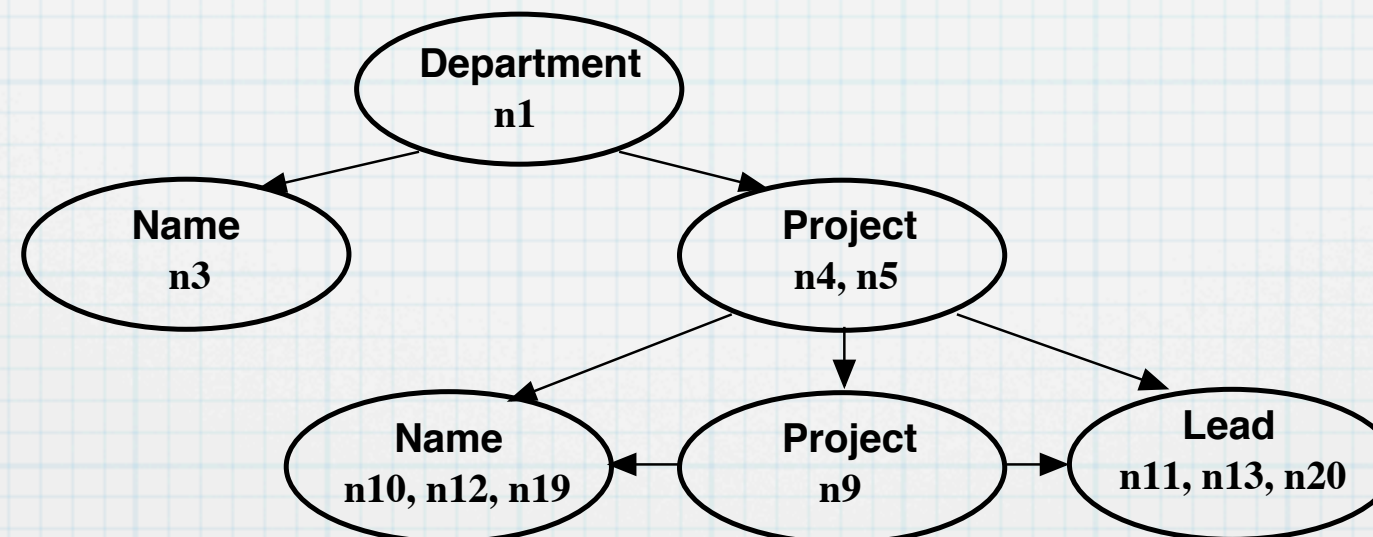 Department
n1
Name
n3
Project
n4, n5
Name
n10, n12, n19
Project
n9
Lead
n11, n13, n20